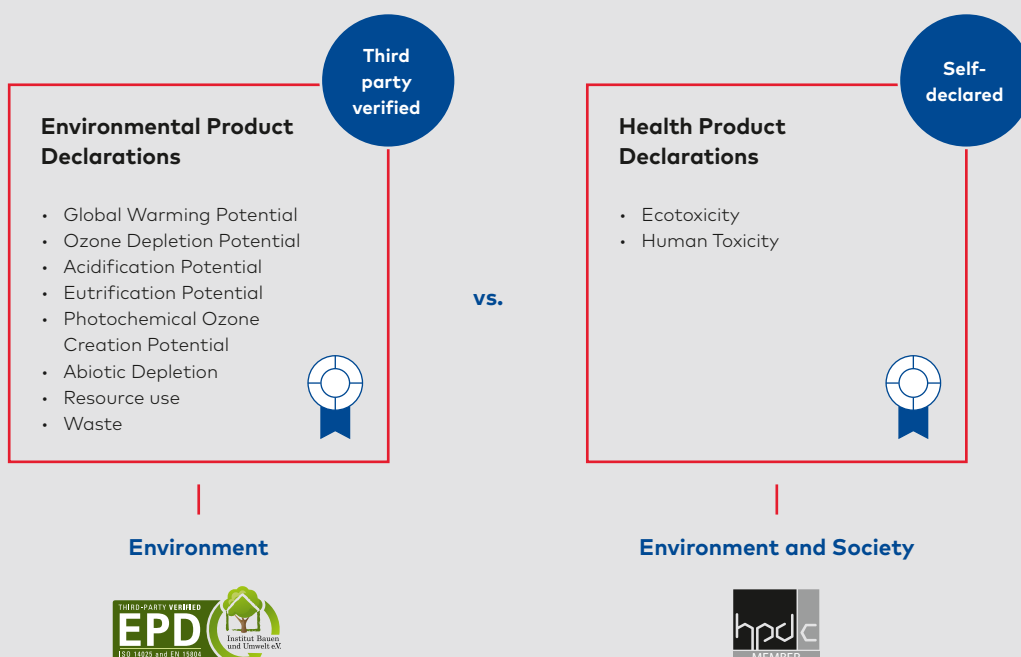 Third
party
verified
Environmental Product
Declarations
• Global Warming Potential
• Ozone Depletion Potential
• Acidification Potential
• Eutrification Potential
• Photochemical Ozone
Creation Potential
• Abiotic Depletion
• Resource use
• Waste
Environment
THIRD-PARTY VERIFIED
EPD
ISO 14025 and EN 15804
Institut Bauen
und Umwelt e.V.
vs.
Self-
declared
Health Product
Declarations
• Ecotoxicity
• Human Toxicity
Environment and Society
hpdc
MEMBER